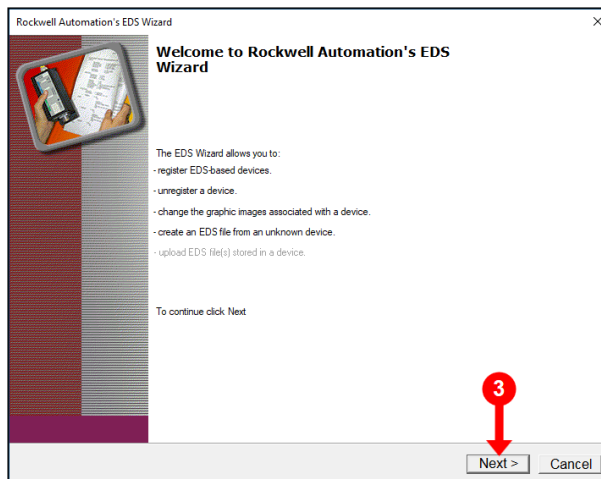 Rockwell Automation's EDS Wizard
Welcome to Rockwell Automation's EDS
Wizard
The EDS Wizard allows you to:
- register EDS-based devices.
- unregister a device.
- change the graphic images associated with a device.
- create an EDS file from an unknown device.
- upload EDS file(s) stored in a device.
To continue click Next
3
Next >
Cancel